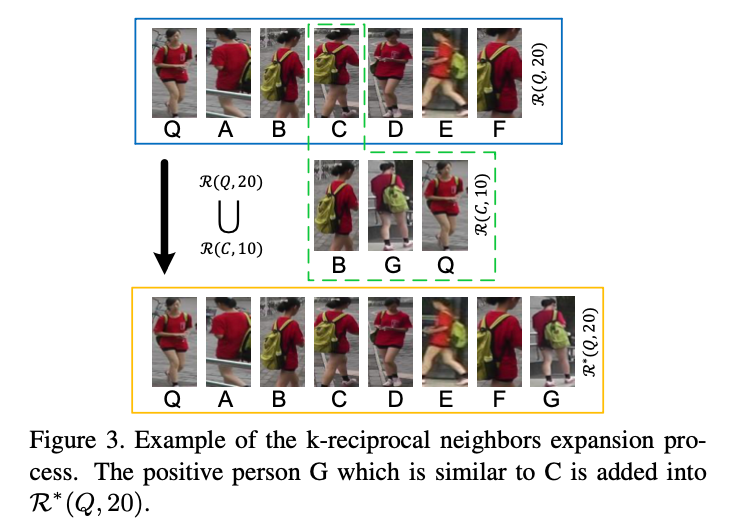 Q A B C D E F
R(Q, 20)
R(Q, 20)
⋃
R(C, 10)
B G Q
R(C, 10)
Q A B C D E F G
R*(Q, 20)
Figure 3. Example of the k-reciprocal neighbors expansion pro-
cess. The positive person G which is similar to C is added into
R*(Q, 20).